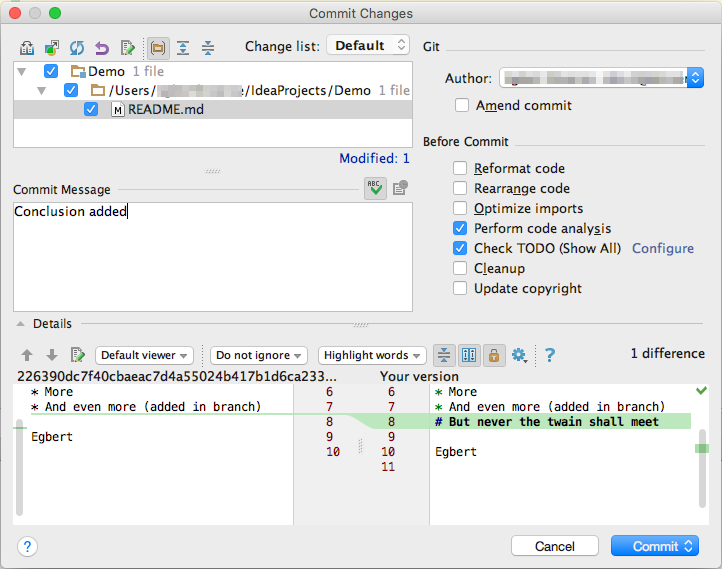 Commit Changes
Change list: Default
Git
Demo 1 file
/Users/ /IdeaProjects/Demo 1 file
README.md
Modified: 1
Author:
Amend commit
Before Commit
Reformat code
Rearrange code
Optimize imports
Perform code analysis
Check TODO (Show All) Configure
Cleanup
Update copyright
Commit Message
ABC
Conclusion added
Details
Default viewer
Do not ignore
Highlight words
? 1 difference
226390dc7f40cbaeac7d4a55024b417b1d6ca233... Your version
* More 6 6 * More
* And even more (added in branch) 7 7 * And even more (added in branch)
8 8 # But never the twain shall meet
Egbert 9 9
10 10 Egbert
11
? Cancel Commit